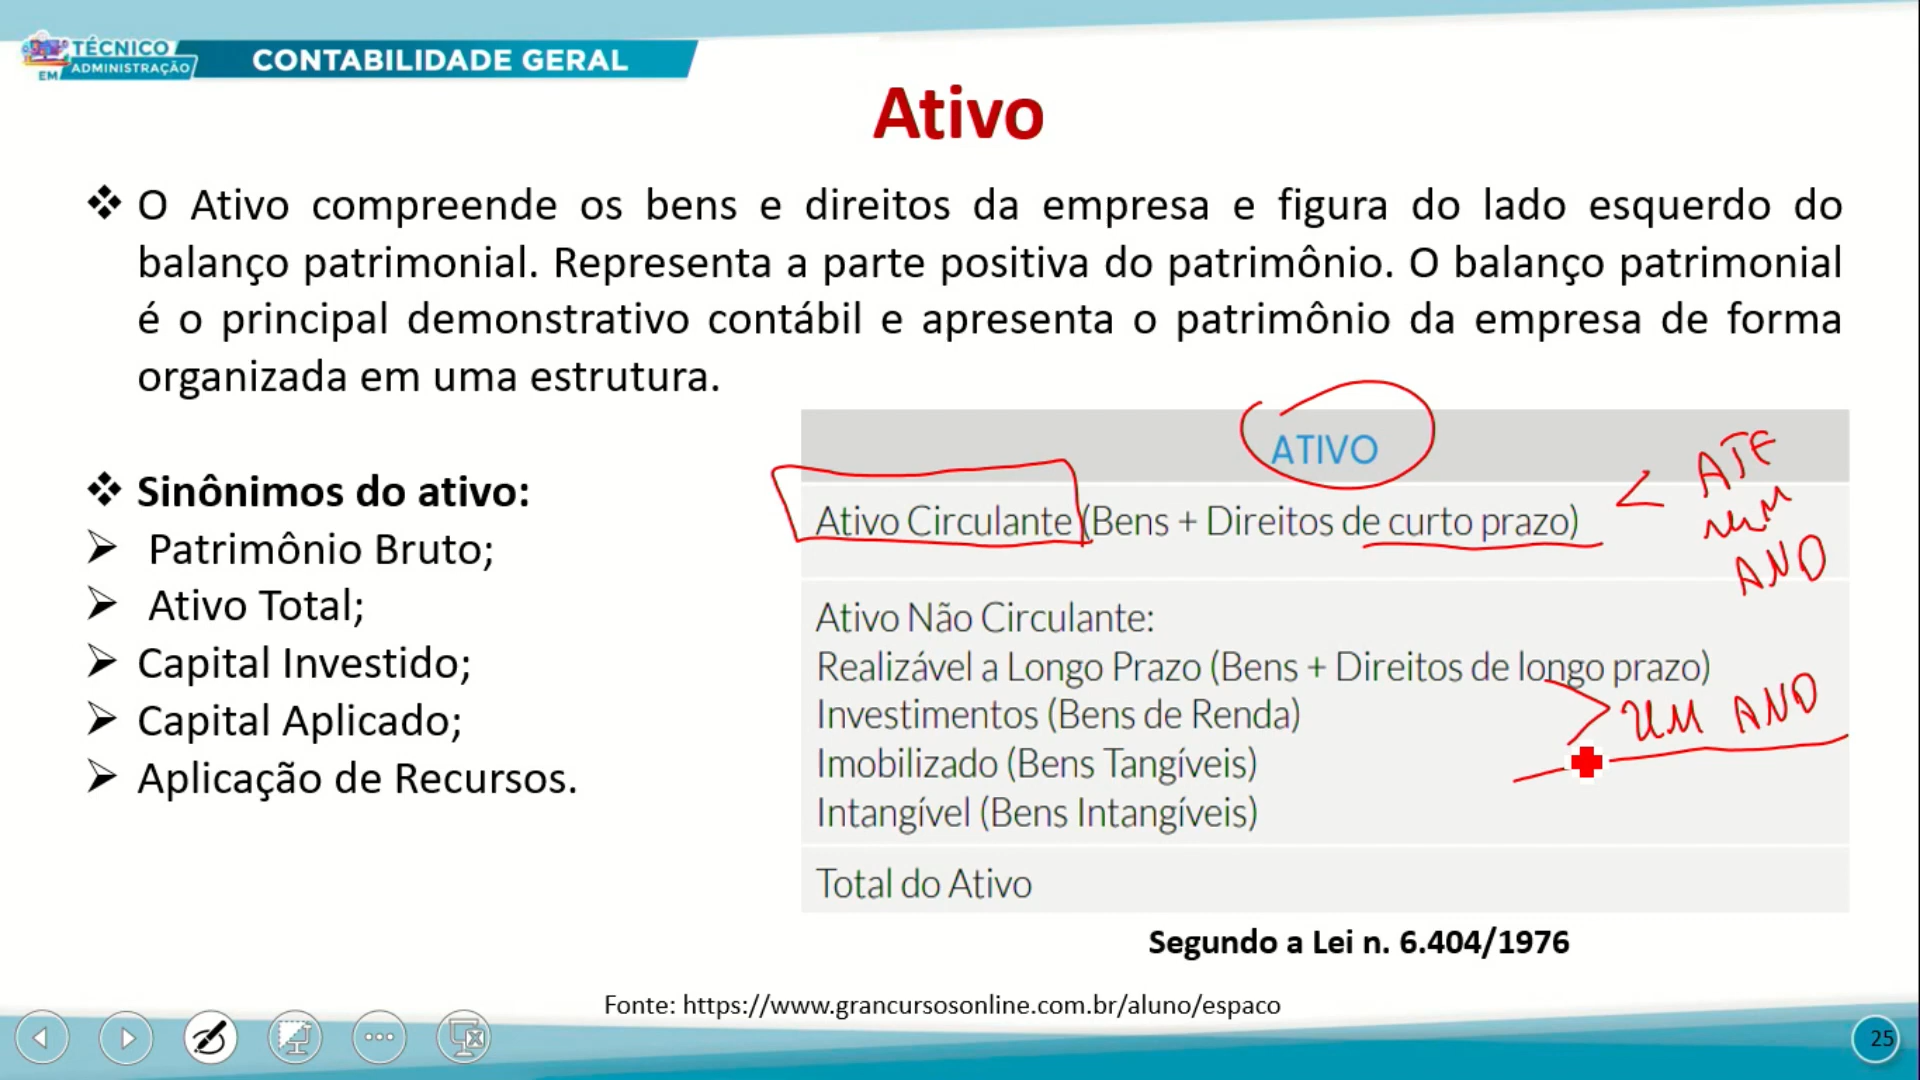 TÉCNICO
EM ADMINISTRAÇÃO
CONTABILIDADE GERAL
Ativo
❖ O Ativo compreende os bens e direitos da empresa e figura do lado esquerdo do
balanço patrimonial. Representa a parte positiva do patrimônio. O balanço patrimonial
é o principal demonstrativo contábil e apresenta o patrimônio da empresa de forma
organizada em uma estrutura.
❖ Sinônimos do ativo:
➢ Patrimônio Bruto;
➢ Ativo Total;
➢ Capital Investido;
➢ Capital Aplicado;
➢ Aplicação de Recursos.
ATIVO
Ativo Circulante (Bens + Direitos de curto prazo)
< ATE
num
ANO
Ativo Não Circulante:
Realizável a Longo Prazo (Bens + Direitos de longo prazo)
Investimentos (Bens de Renda)
> UM ANO
Imobilizado (Bens Tangíveis)
Intangível (Bens Intangíveis)
Total do Ativo
Segundo a Lei n. 6.404/1976
Fonte: https://www.grancursosonline.com.br/aluno/espaco
25